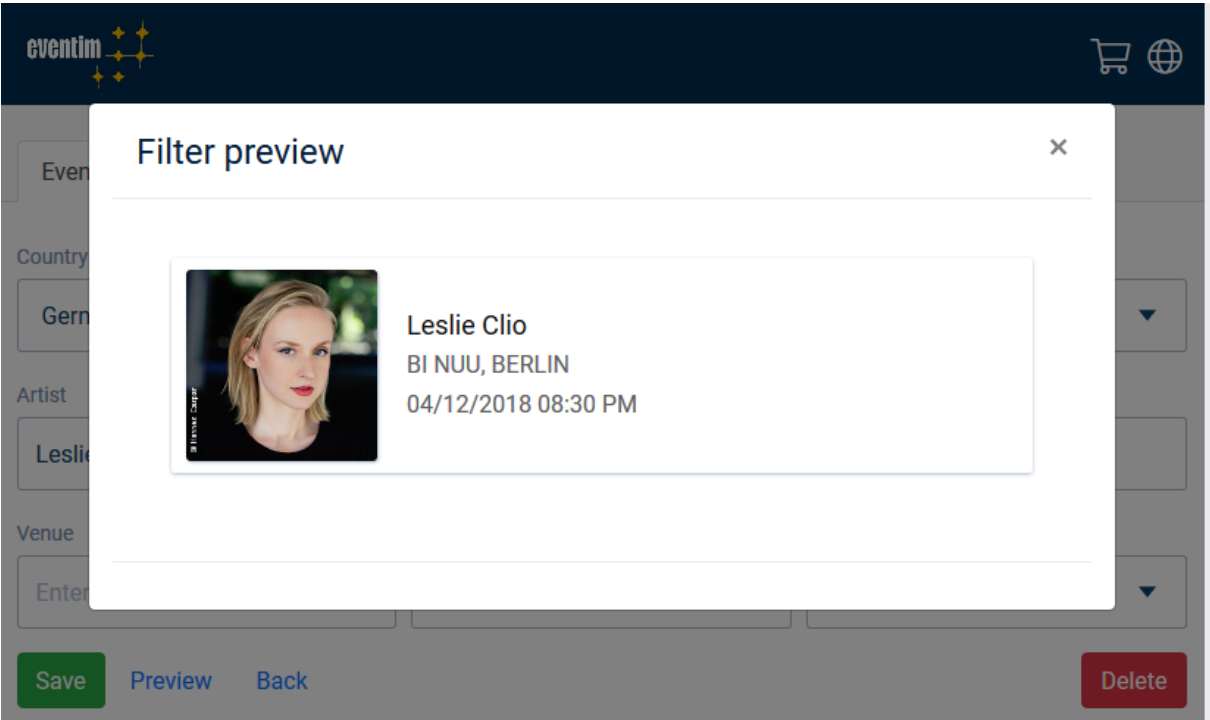 eventim
Filter preview ×
Even
Country
Gern
Leslie Clio
BI NUU, BERLIN
04/12/2018 08:30 PM
Artist
Leslie
Venue
Enter
Save Preview Back Delete